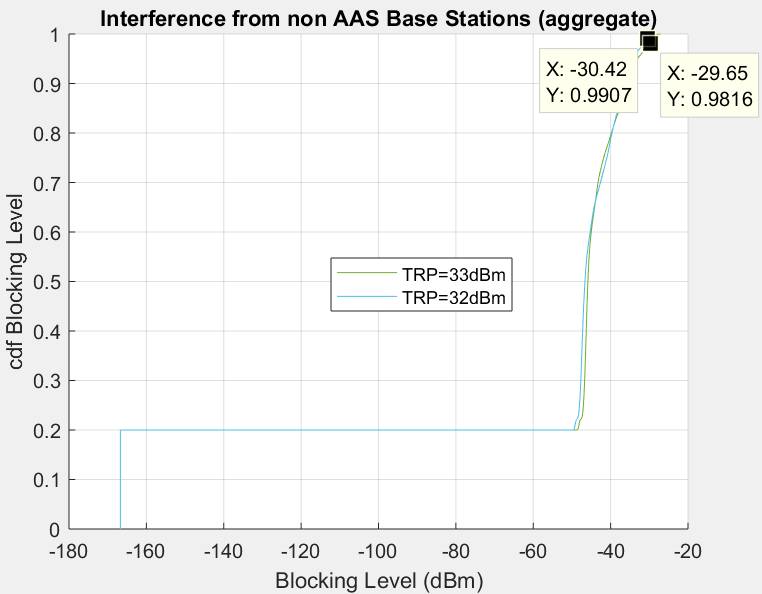 Interference from non AAS Base Stations (aggregate)
1
0.9
0.8
0.7
0.6
0.5
0.4
0.3
0.2
0.1
0
cdf Blocking Level
X: -30.42
Y: 0.9907
X: -29.65
Y: 0.9816
TRP=33dBm
TRP=32dBm
-180 -160 -140 -120 -100 -80 -60 -40 -20
Blocking Level (dBm)